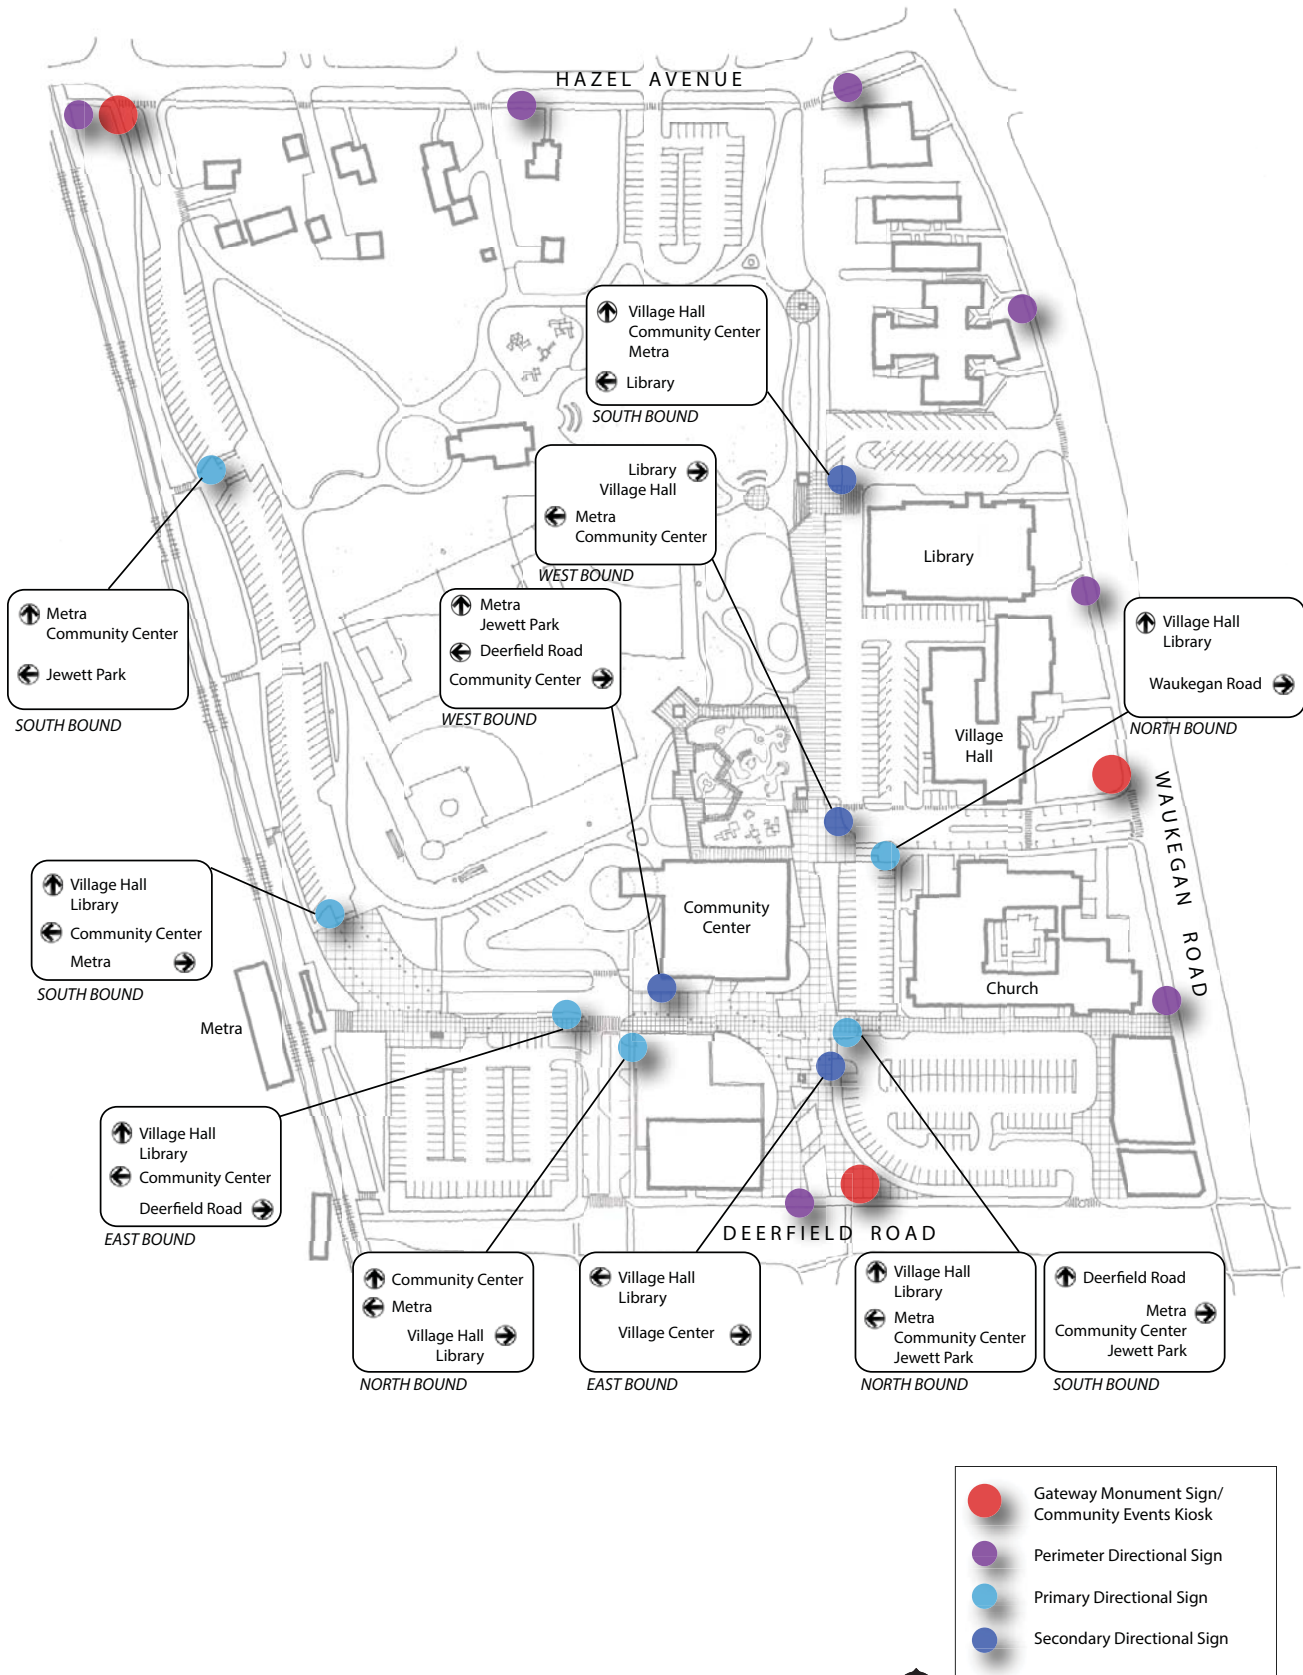 HAZEL AVENUE
Village Hall
Community Center
Metra
Library
SOUTH BOUND
Library
Village Hall
Metra
Community Center
WEST BOUND
Library
Metra
Jewett Park
Deerfield Road
Community Center
WEST BOUND
Metra
Community Center
Jewett Park
SOUTH BOUND
Village Hall
Library
Waukegan Road
NORTH BOUND
Village
Hall
WAUKEGAN ROAD
Village Hall
Library
Community Center
Metra
SOUTH BOUND
Community
Center
Church
Metra
Village Hall
Library
Community Center
Deerfield Road
EAST BOUND
DEERFIELD ROAD
Community Center
Metra
Village Hall
Library
NORTH BOUND
Village Hall
Library
Village Center
EAST BOUND
Village Hall
Library
Metra
Community Center
Jewett Park
NORTH BOUND
Deerfield Road
Metra
Community Center
Jewett Park
SOUTH BOUND
Gateway Monument Sign/
Community Events Kiosk
Perimeter Directional Sign
Primary Directional Sign
Secondary Directional Sign